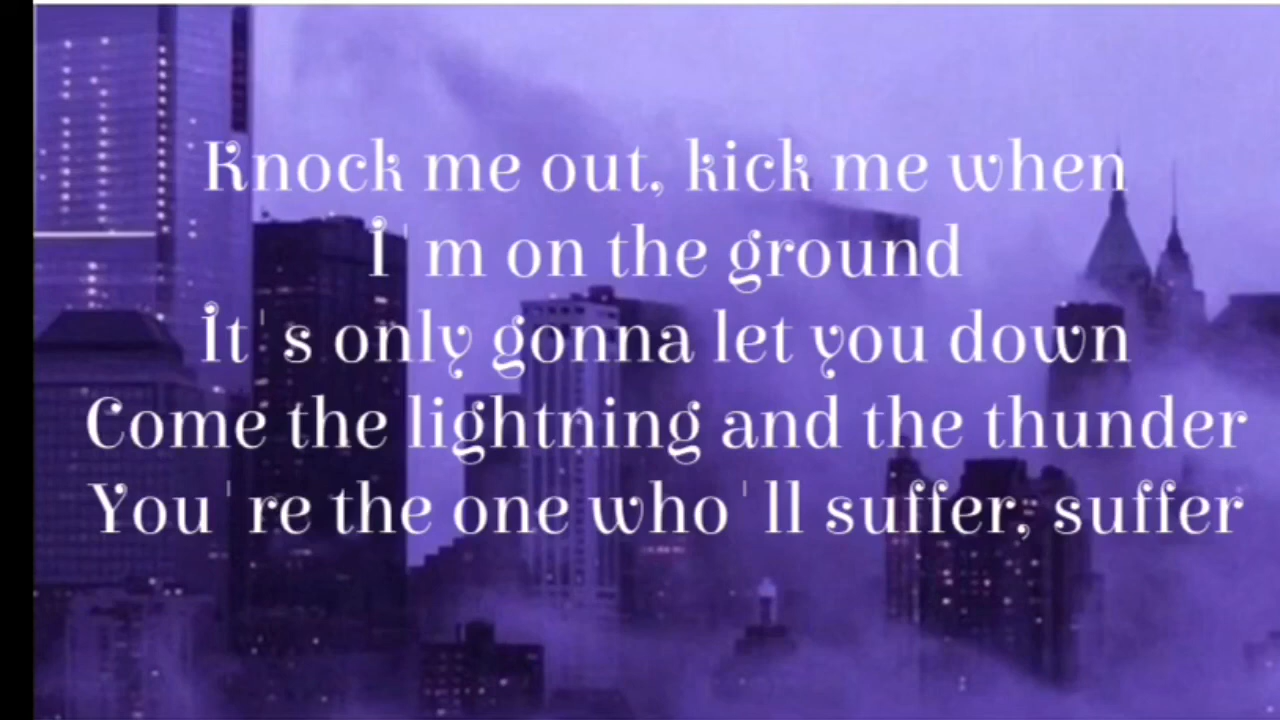 Knock me out, kick me when
I'm on the ground
It's only gonna let you down
Come the lightning and the thunder
You're the one who'll suffer, suffer